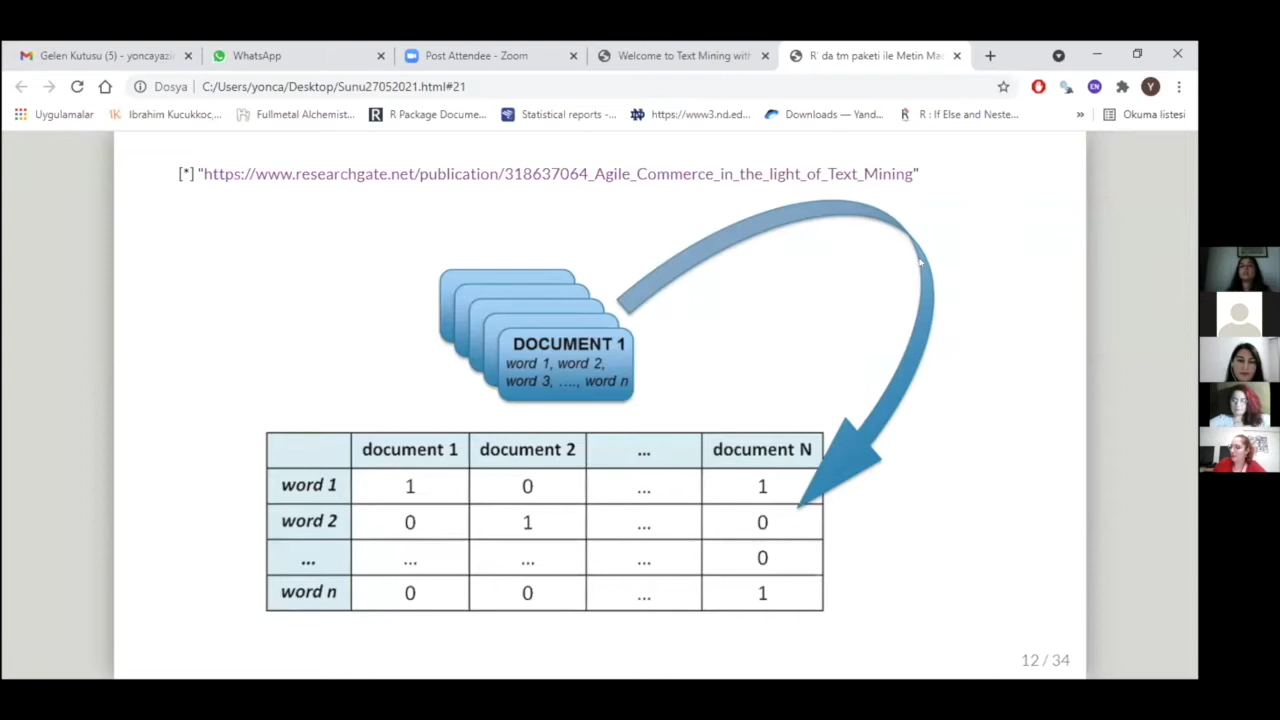 Gelen Kutusu (5) - yoncayazi
WhatsApp
Post Attendee - Zoom
Welcome to Text Mining with
R' da tm paketi ile Metin Mad
Dosya
C:/Users/yonca/Desktop/Sunu27052021.html#21
EN
Y
Uygulamalar
Ibrahim Kucukkoc,...
Fullmetal Alchemist...
R Package Docume...
Statistical reports -...
https://www3.nd.ed...
Downloads — Yand...
R : If Else and Neste...
»
Okuma listesi
[*] "https://www.researchgate.net/publication/318637064_Agile_Commerce_in_the_light_of_Text_Mining"
DOCUMENT 1
word 1, word 2,
word 3, ...., word n
document 1 document 2 ... document N
word 1 1 0 ... 1
word 2 0 1 ... 0
... ... ... ... 0
word n 0 0 ... 1
12 / 34